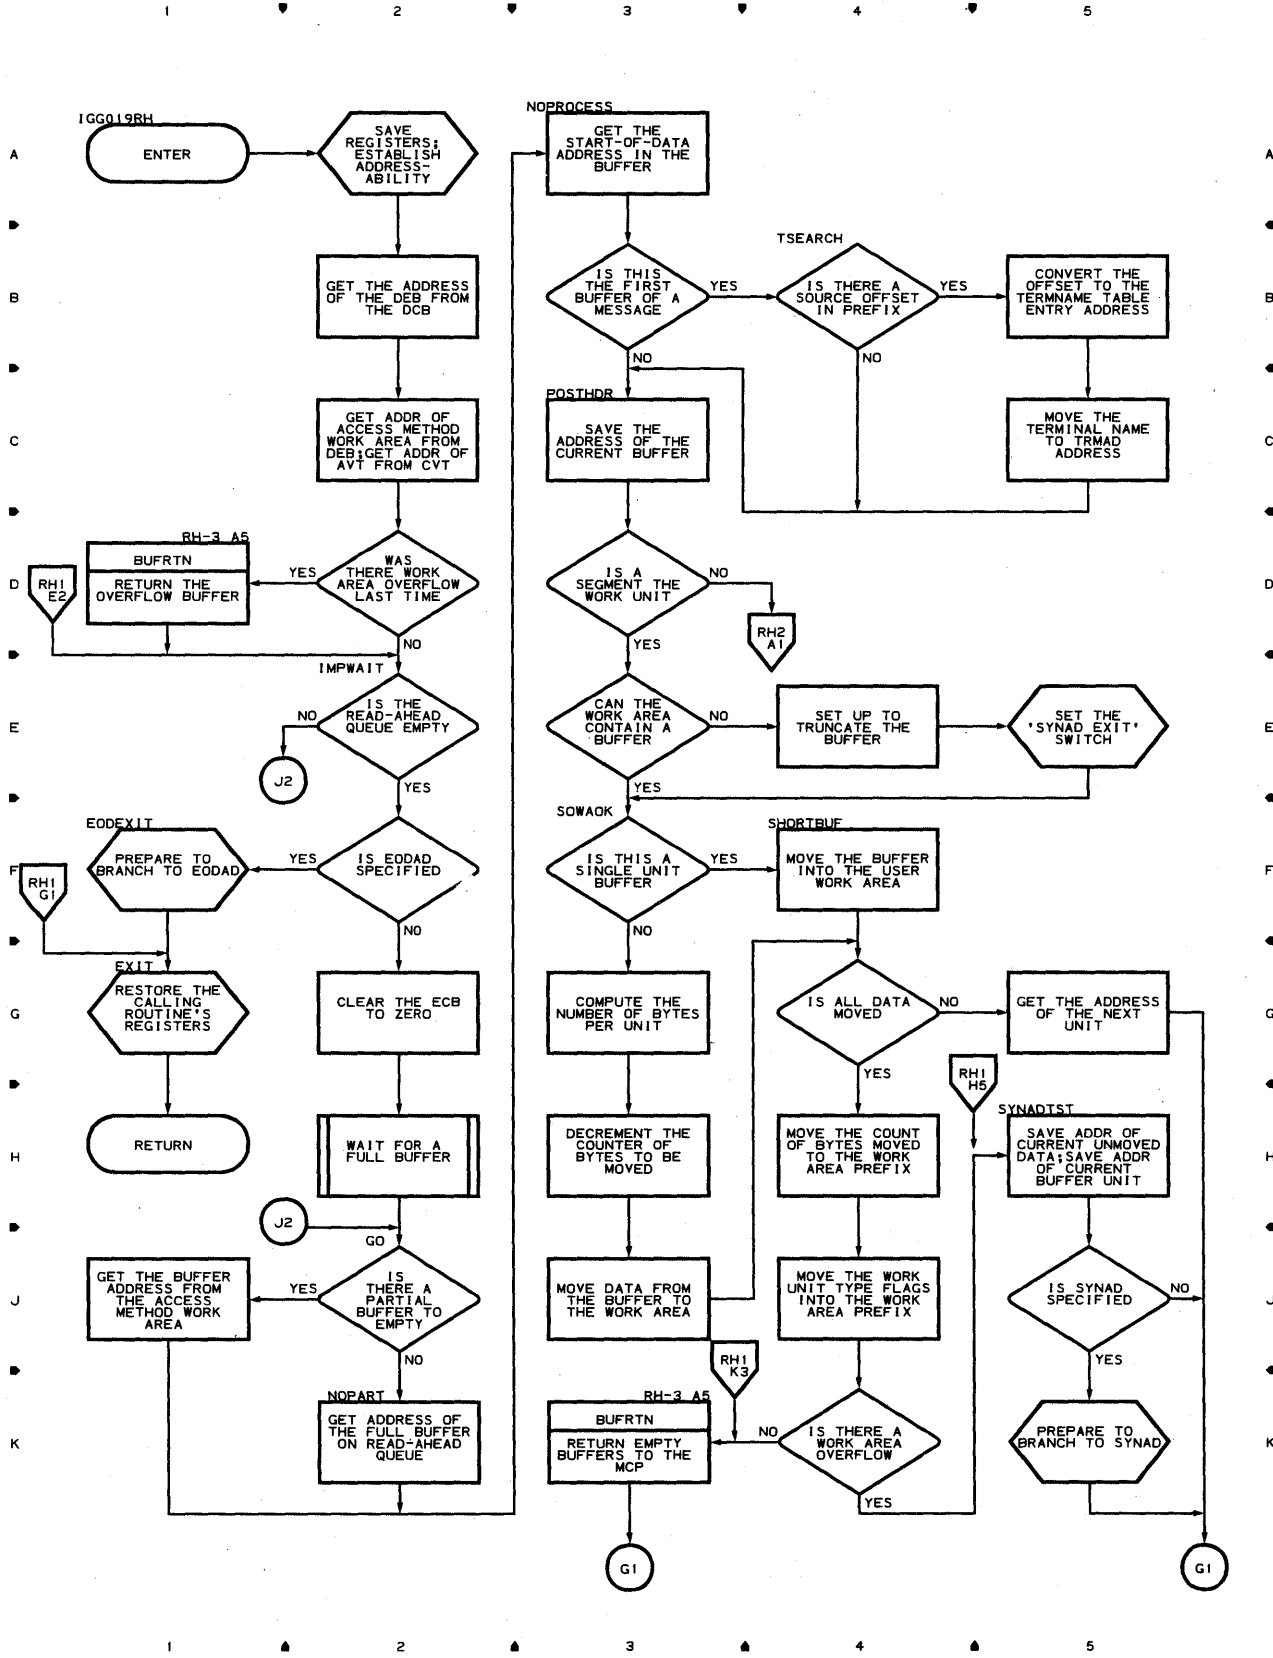 1 2 3 4 5
IGG019RH
ENTER
SAVE
REGISTERS;
ESTABLISH
ADDRESS-
ABILITY
NOPROCESS
GET THE
START-OF-DATA
ADDRESS IN THE
BUFFER
A
A
GET THE ADDRESS
OF THE DEB FROM
THE DCB
IS THIS
THE FIRST
BUFFER OF A
MESSAGE
YES
NO
TSEARCH
IS THERE A
SOURCE OFFSET
IN PREFIX
YES
NO
CONVERT THE
OFFSET TO THE
TERMNAME TABLE
ENTRY ADDRESS
B
B
GET ADDR OF
ACCESS METHOD
WORK AREA FROM
DEB;GET ADDR OF
AVT FROM CVT
POSTHDR
SAVE THE
ADDRESS OF THE
CURRENT BUFFER
MOVE THE
TERMINAL NAME
TO TRMAD
ADDRESS
C
C
RH1
E2
RH-3 A5
BUFRTN
RETURN THE
OVERFLOW BUFFER
YES
WAS
THERE WORK
AREA OVERFLOW
LAST TIME
NO
IS A
SEGMENT THE
WORK UNIT
NO
YES
RH2
A1
D
D
IMPWAIT
IS THE
READ-AHEAD
QUEUE EMPTY
NO
J2
YES
CAN THE
WORK AREA
CONTAIN A
BUFFER
NO
YES
SET UP TO
TRUNCATE THE
BUFFER
SET THE
'SYNAD EXIT'
SWITCH
E
E
EODEXIT
PREPARE TO
BRANCH TO EODAD
RH1
G1
YES
IS EODAD
SPECIFIED
NO
SOWAOK
IS THIS A
SINGLE UNIT
BUFFER
YES
NO
SHORTBUF
MOVE THE BUFFER
INTO THE USER
WORK AREA
F
F
EXIT
RESTORE THE
CALLING
ROUTINE'S
REGISTERS
CLEAR THE ECB
TO ZERO
COMPUTE THE
NUMBER OF BYTES
PER UNIT
IS ALL DATA
MOVED
NO
YES
GET THE ADDRESS
OF THE NEXT
UNIT
G
G
RETURN
WAIT FOR A
FULL BUFFER
DECREMENT THE
COUNTER OF
BYTES TO BE
MOVED
MOVE THE COUNT
OF BYTES MOVED
TO THE WORK
AREA PREFIX
RH1
H5
SYNADTST
SAVE ADDR OF
CURRENT UNMOVED
DATA;SAVE ADDR
OF CURRENT
BUFFER UNIT
H
H
J2
GO
GET THE BUFFER
ADDRESS FROM
THE ACCESS
METHOD WORK
AREA
YES
IS
THERE A
PARTIAL
BUFFER TO
EMPTY
NO
MOVE DATA FROM
THE BUFFER TO
THE WORK AREA
MOVE THE WORK
UNIT TYPE FLAGS
INTO THE WORK
AREA PREFIX
IS SYNAD
SPECIFIED
NO
YES
J
J
NOPART
GET ADDRESS OF
THE FULL BUFFER
ON READ-AHEAD
QUEUE
RH1
K3
RH-3 A5
BUFRTN
RETURN EMPTY
BUFFERS TO THE
MCP
NO
IS THERE A
WORK AREA
OVERFLOW
YES
PREPARE TO
BRANCH TO SYNAD
K
K
G1
G1
1 2 3 4 5